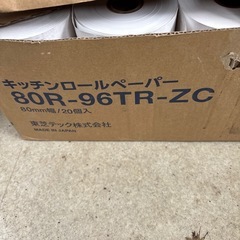 キッチンロールペーパー
80R-96TR-ZC
80mm幅/20個入
東芝テック株式会社
MADE IN JAPAN